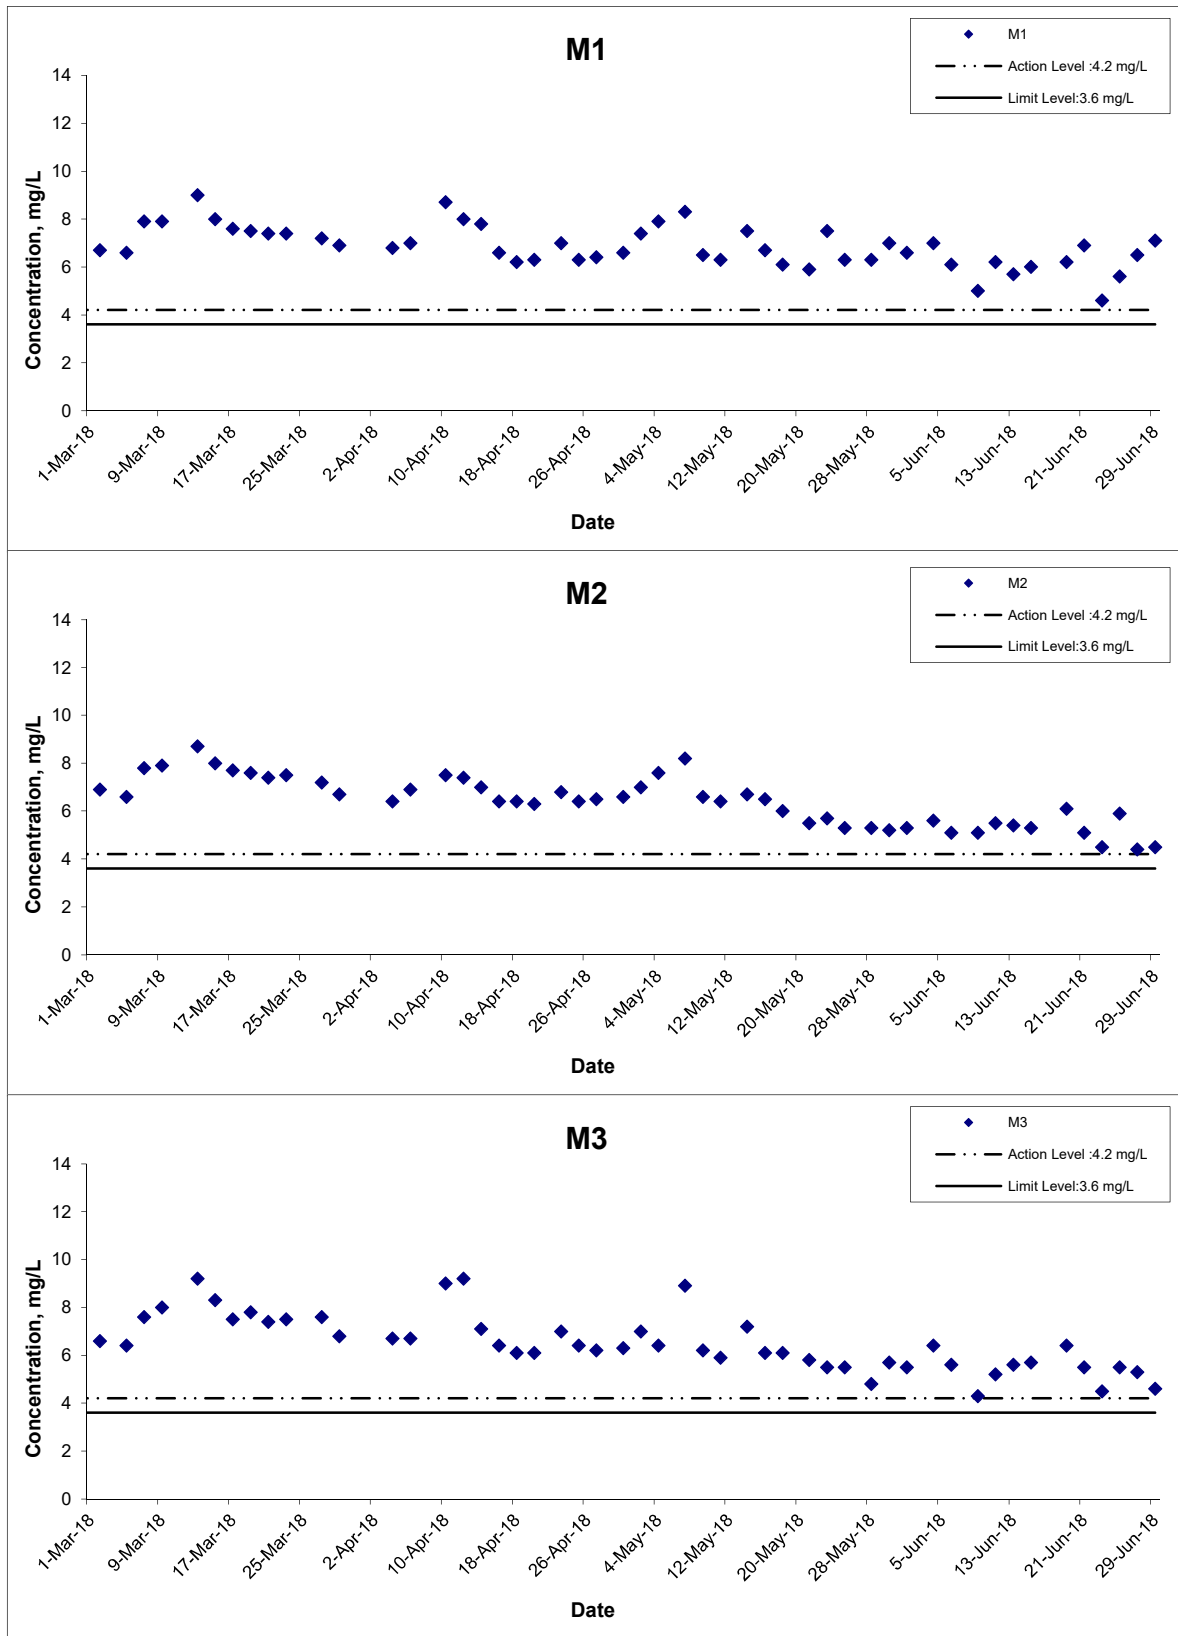 M1
M1
Action Level :4.2 mg/L
Limit Level:3.6 mg/L
Concentration, mg/L
14
12
10
8
6
4
2
0
1-Mar-18
9-Mar-18
17-Mar-18
25-Mar-18
2-Apr-18
10-Apr-18
18-Apr-18
26-Apr-18
4-May-18
12-May-18
20-May-18
28-May-18
5-Jun-18
13-Jun-18
21-Jun-18
29-Jun-18
Date
M2
M2
Action Level :4.2 mg/L
Limit Level:3.6 mg/L
Concentration, mg/L
14
12
10
8
6
4
2
0
1-Mar-18
9-Mar-18
17-Mar-18
25-Mar-18
2-Apr-18
10-Apr-18
18-Apr-18
26-Apr-18
4-May-18
12-May-18
20-May-18
28-May-18
5-Jun-18
13-Jun-18
21-Jun-18
29-Jun-18
Date
M3
M3
Action Level :4.2 mg/L
Limit Level:3.6 mg/L
Concentration, mg/L
14
12
10
8
6
4
2
0
1-Mar-18
9-Mar-18
17-Mar-18
25-Mar-18
2-Apr-18
10-Apr-18
18-Apr-18
26-Apr-18
4-May-18
12-May-18
20-May-18
28-May-18
5-Jun-18
13-Jun-18
21-Jun-18
29-Jun-18
Date